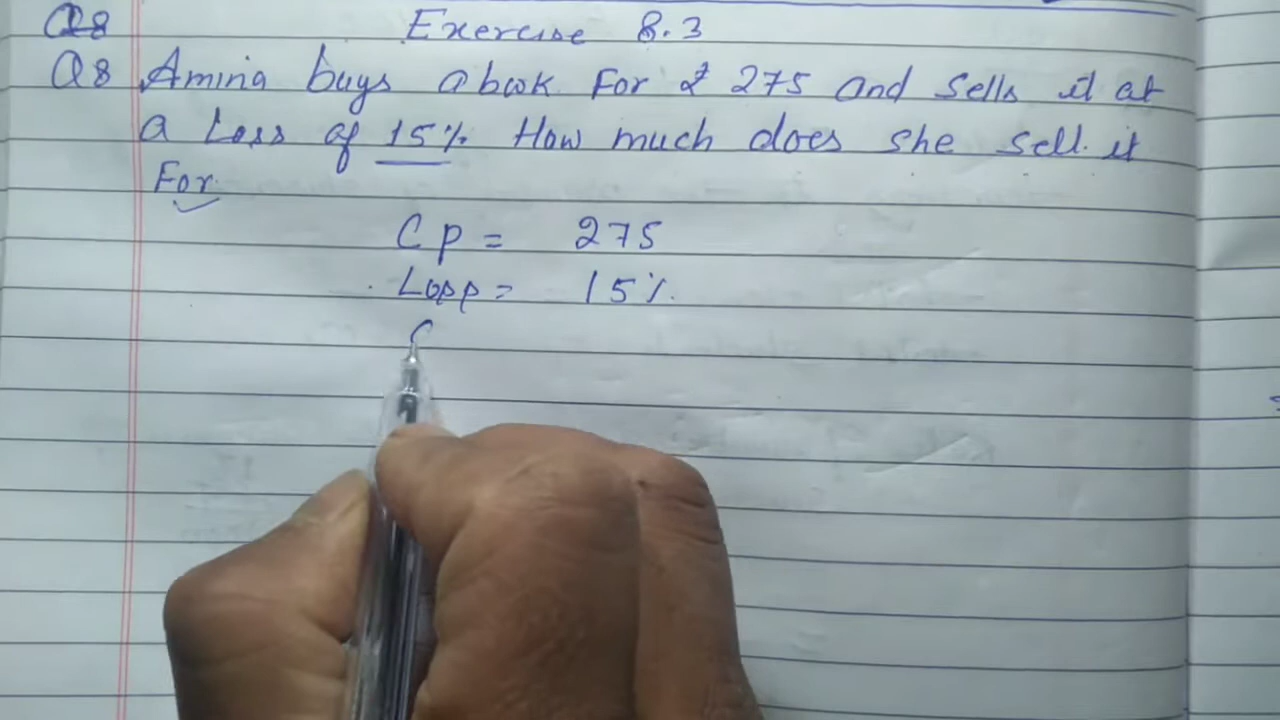 Q8
Exercise 8.3
Q8 Amina buys a book For ₹ 275 and Sells it at
a Loss of 15% How much does she sell it
For.
CP = 275
Loss = 15%.